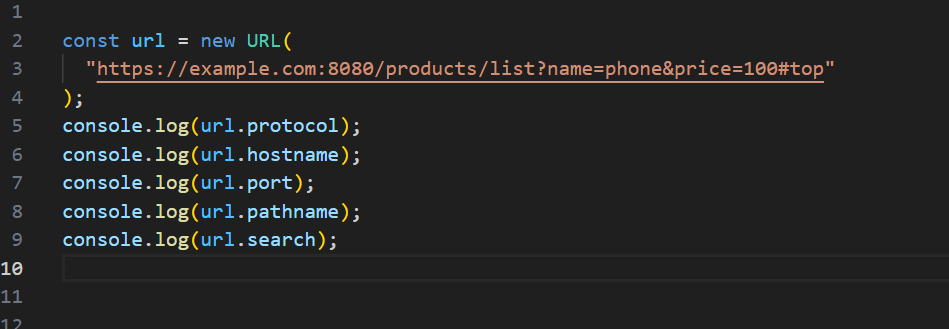 1
2 const url = new URL(
3 "https://example.com:8080/products/list?name=phone&price=100#top"
4 );
5 console.log(url.protocol);
6 console.log(url.hostname);
7 console.log(url.port);
8 console.log(url.pathname);
9 console.log(url.search);
10
11
12